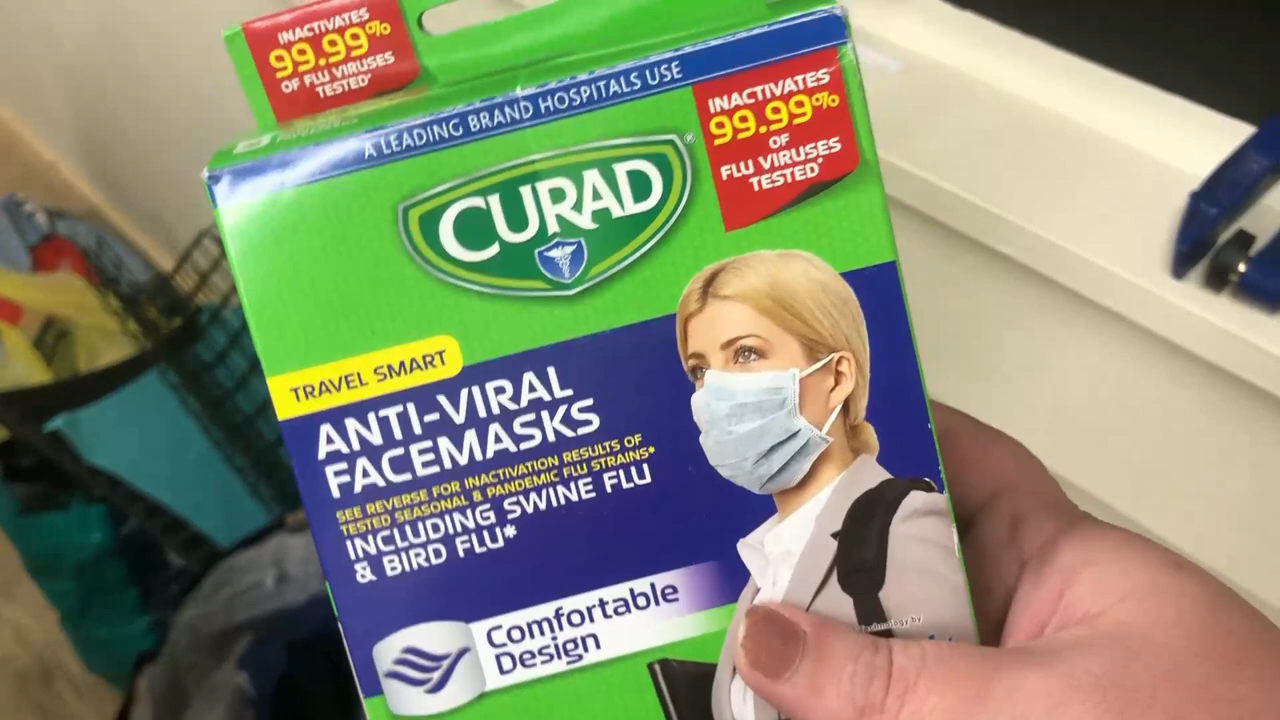 INACTIVATES
99.99%
OF FLU VIRUSES
TESTED*
A LEADING BRAND HOSPITALS USE
INACTIVATES
99.99%
OF
FLU VIRUSES
TESTED*
CURAD®
TRAVEL SMART
ANTI-VIRAL
FACEMASKS
SEE REVERSE FOR INACTIVATION RESULTS OF
TESTED SEASONAL & PANDEMIC FLU STRAINS*
INCLUDING SWINE FLU
& BIRD FLU*
Comfortable
Design
Technology by